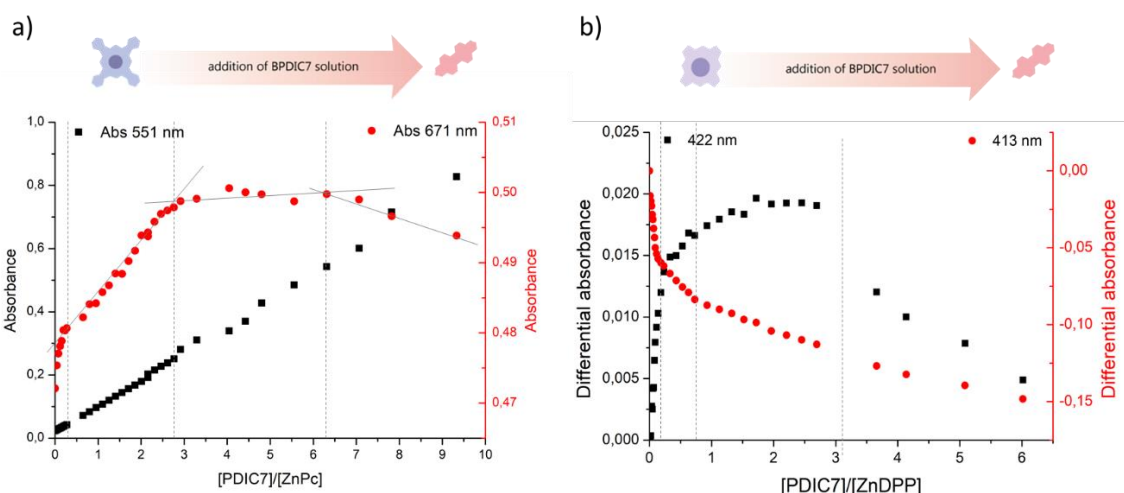 a)
addition of BPDIC7 solution
Abs 551 nm
Abs 671 nm
1,0
0,8
0,6
0,4
0,2
0,0
Absorbance
0,51
0,50
0,49
0,48
0,47
Absorbance
0 1 2 3 4 5 6 7 8 9 10
[PDIC7]/[ZnPc]
b)
addition of BPDIC7 solution
422 nm
413 nm
0,025
0,020
0,015
0,010
0,005
0,000
Differential absorbance
0,00
-0,05
-0,10
-0,15
Differential absorbance
0 1 2 3 4 5 6
[PDIC7]/[ZnDPP]